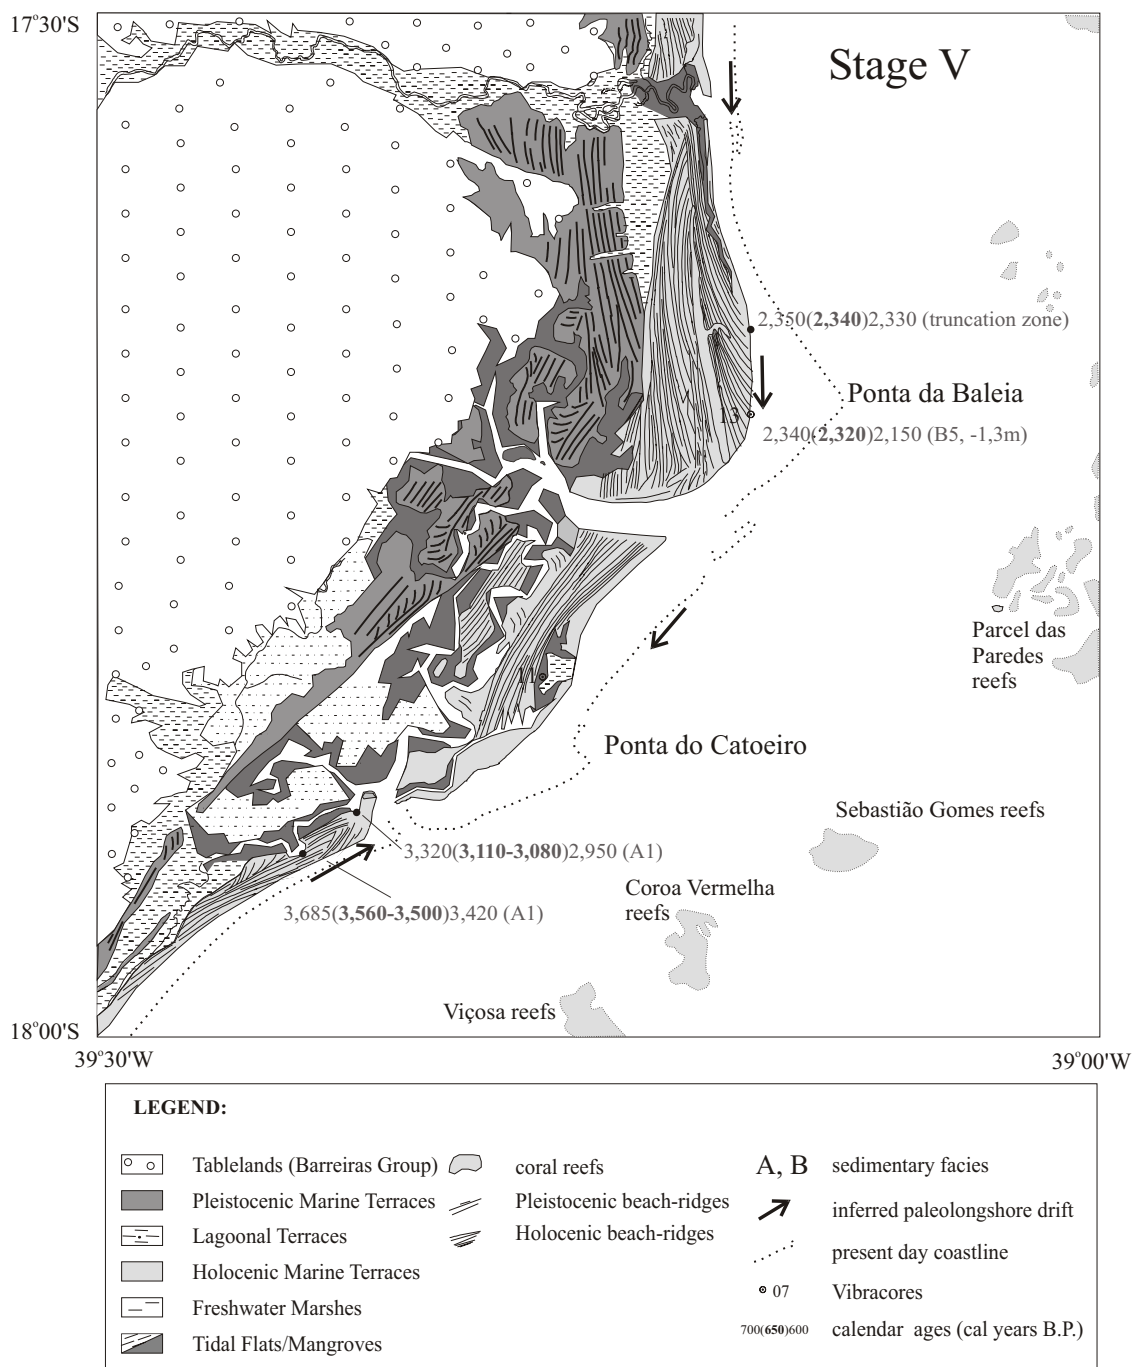 17°30'S
Stage V
2,350(2,340)2,330 (truncation zone)
Ponta da Baleia
13
2,340(2,320)2,150 (B5, -1,3m)
Parcel das
Paredes
reefs
11
Ponta do Catoeiro
Sebastião Gomes reefs
3,320(3,110-3,080)2,950 (A1)
Coroa Vermelha
reefs
3,685(3,560-3,500)3,420 (A1)
Viçosa reefs
18°00'S
39°30'W
39°00'W
LEGEND:
Tablelands (Barreiras Group)
Pleistocenic Marine Terraces
Lagoonal Terraces
Holocenic Marine Terraces
Freshwater Marshes
Tidal Flats/Mangroves
coral reefs
Pleistocenic beach-ridges
Holocenic beach-ridges
A, B sedimentary facies
inferred paleolongshore drift
present day coastline
07 Vibracores
700(650)600 calendar ages (cal years B.P.)